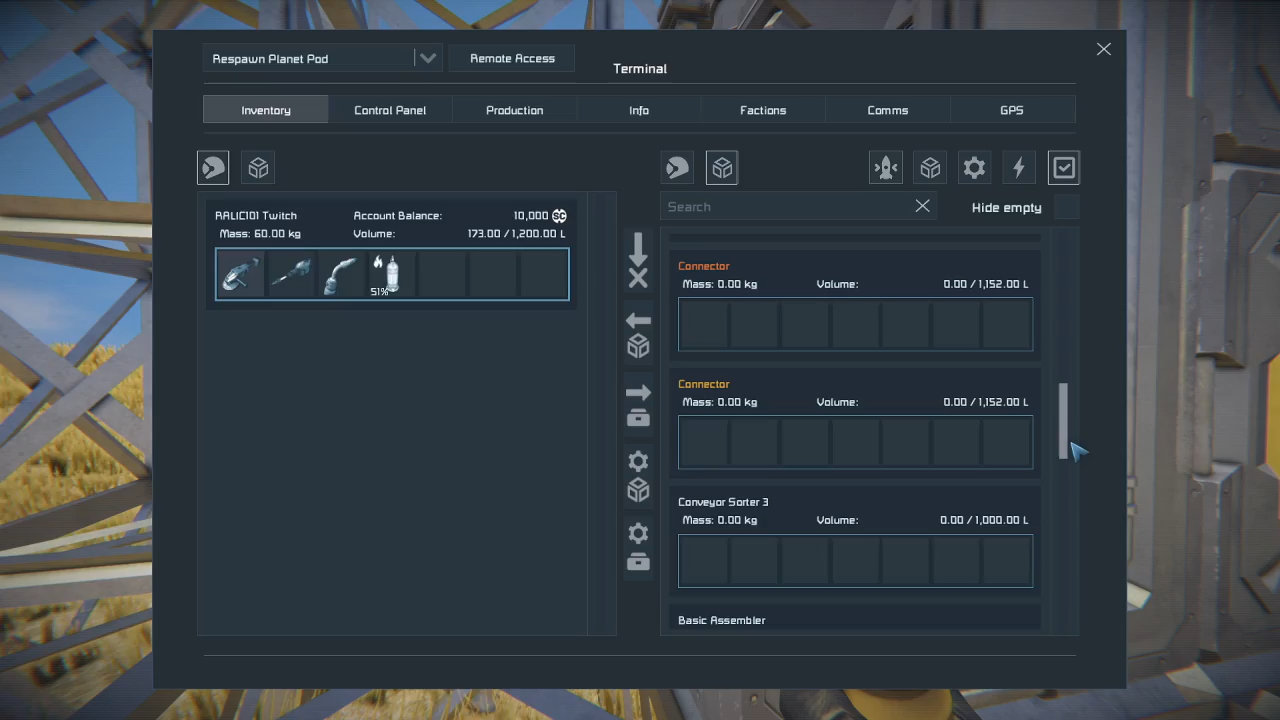 Respawn Planet Pod
Remote Access
Terminal
Inventory
Control Panel
Production
Info
Factions
Comms
GPS
RALIC101 Twitch
Account Balance:
10,000 SC
Mass: 60.00 kg
Volume:
173.00 / 1,200.00 L
51%
Search
Hide empty
Connector
Mass: 0.00 kg
Volume:
0.00 / 1,152.00 L
Connector
Mass: 0.00 kg
Volume:
0.00 / 1,152.00 L
Conveyor Sorter 3
Mass: 0.00 kg
Volume:
0.00 / 1,000.00 L
Basic Assembler